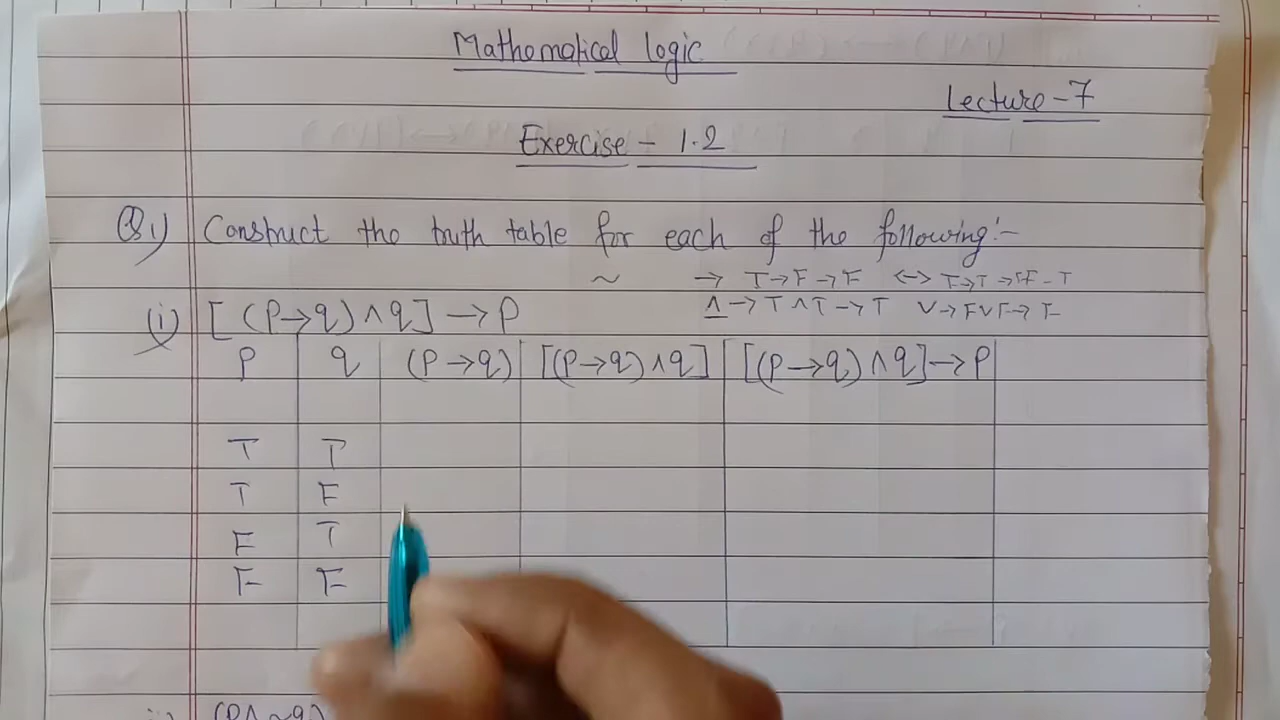 Mathematical logic
Lecture - 7
Exercise - 1.2
Q1) Construct the truth table for each of the following:-
~ → T→F→F ↔ T→T→FF-T
∧→T∧T→T ∨→F∨F→F
(i) [(P→q)∧q]→P
P q (P→q) [(P→q)∧q] [(P→q)∧q]→P
T T
T F
F T
F F
(P∧~q)